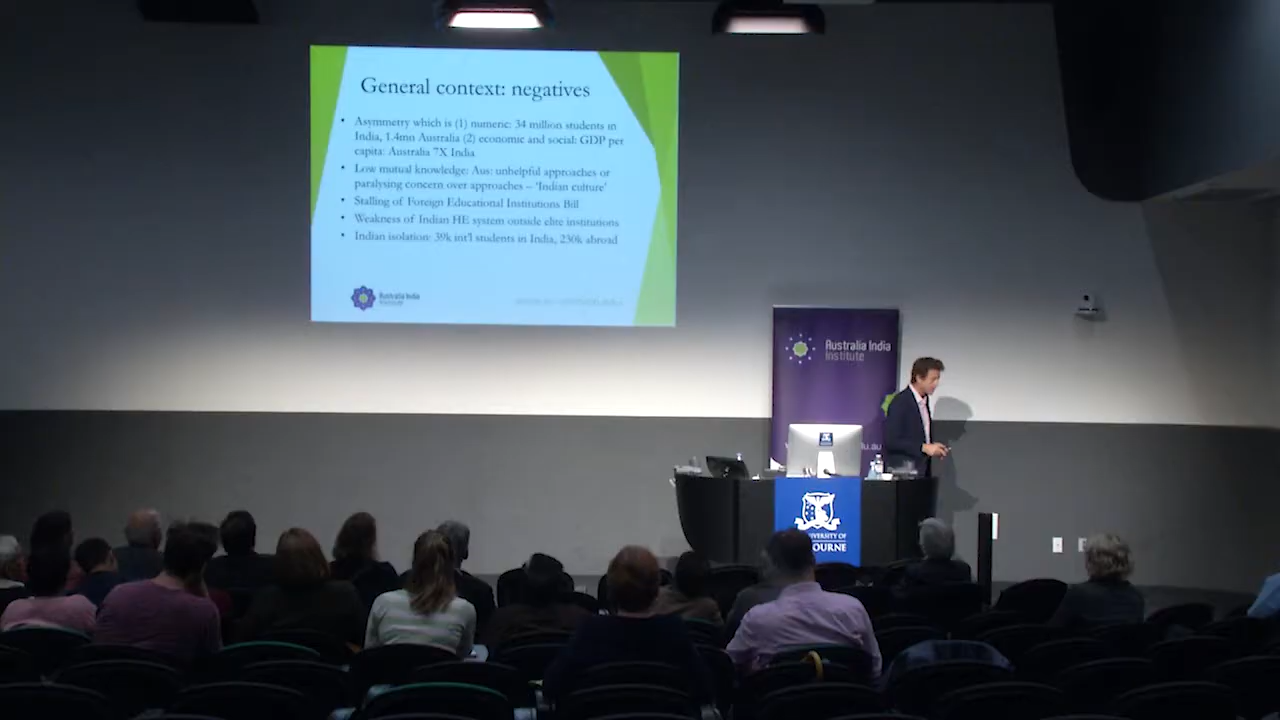 General context: negatives
• Asymmetry which is (1) numeric: 34 million students in
India, 1.4mn Australia (2) economic and social: GDP per
capita: Australia 7X India
• Low mutual knowledge: Aus: unhelpful approaches or
paralysing concern over approaches – 'Indian culture'
• Stalling of Foreign Educational Institutions Bill
• Weakness of Indian HE system outside elite institutions
• Indian isolation: 39k int'l students in India, 230k abroad
Australia India
Institute
Australia India
Institute
du.au
VERSITY OF
OURNE